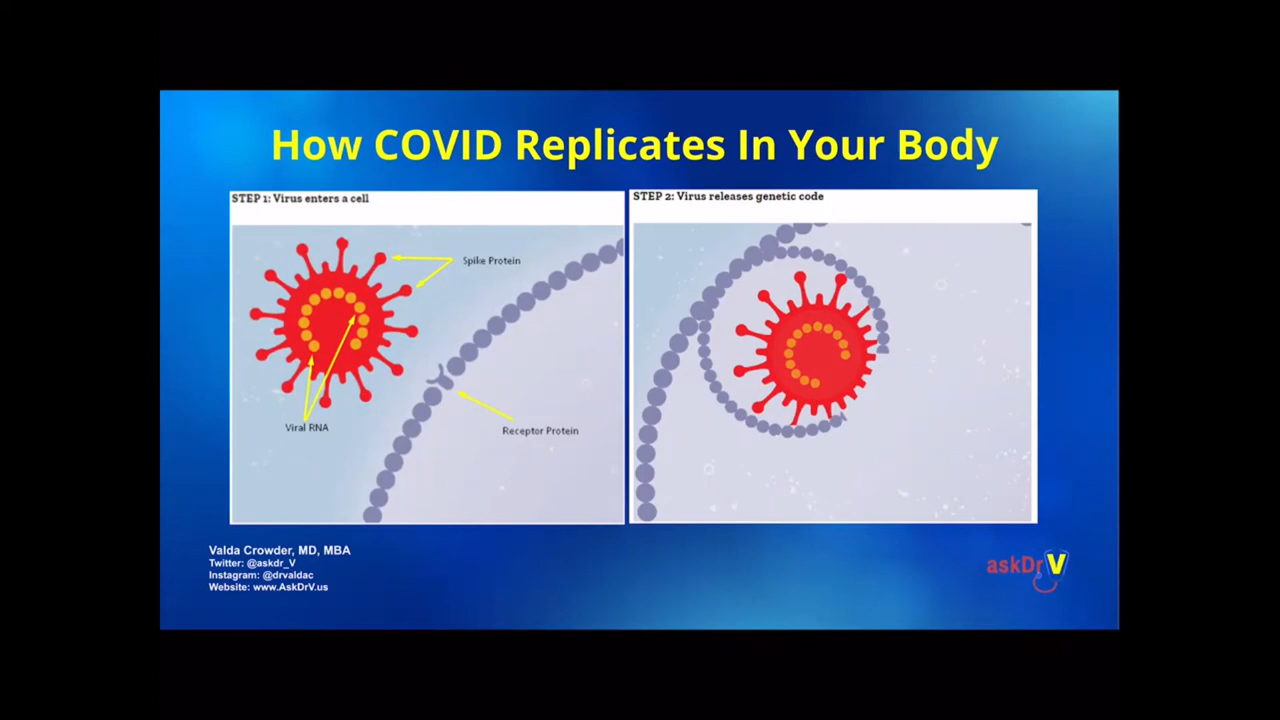 How COVID Replicates In Your Body
STEP 1: Virus enters a cell
Spike Protein
Viral RNA
Receptor Protein
STEP 2: Virus releases genetic code
Valda Crowder, MD, MBA
Twitter: @askdr_V
Instagram: @drvaldac
Website: www.AskDrV.us
askDrV